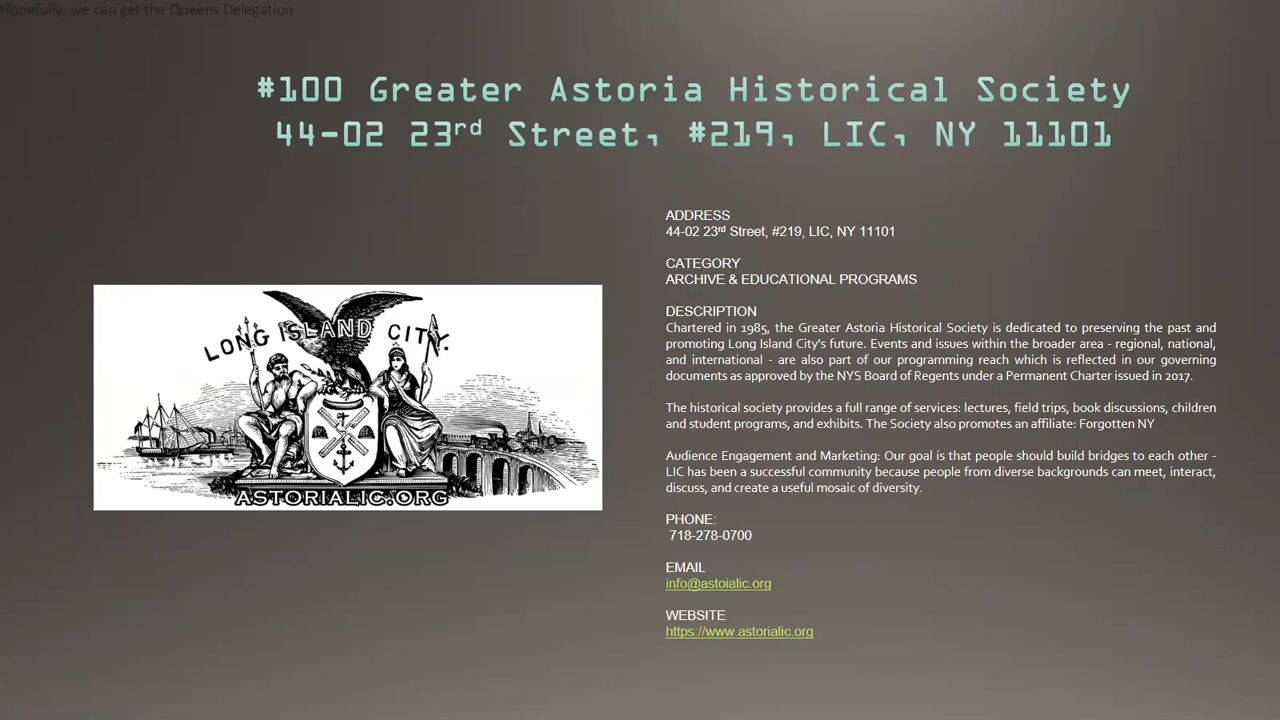 Hopefully, we can get the Queens Delegation
#100 Greater Astoria Historical Society
44-02 23rd Street, #219, LIC, NY 11101
ADDRESS
44-02 23rd Street, #219, LIC, NY 11101
CATEGORY
ARCHIVE & EDUCATIONAL PROGRAMS
DESCRIPTION
Chartered in 1985, the Greater Astoria Historical Society is dedicated to preserving the past and
promoting Long Island City's future. Events and issues within the broader area - regional, national,
and international - are also part of our programming reach which is reflected in our governing
documents as approved by the NYS Board of Regents under a Permanent Charter issued in 2017.
The historical society provides a full range of services: lectures, field trips, book discussions, children
and student programs, and exhibits. The Society also promotes an affiliate: Forgotten NY
Audience Engagement and Marketing: Our goal is that people should build bridges to each other -
LIC has been a successful community because people from diverse backgrounds can meet, interact,
discuss, and create a useful mosaic of diversity.
PHONE:
718-278-0700
EMAIL
info@astoialic.org
WEBSITE
https://www.astorialic.org
LONG ISLAND CITY.
ASTORIALIC.ORG